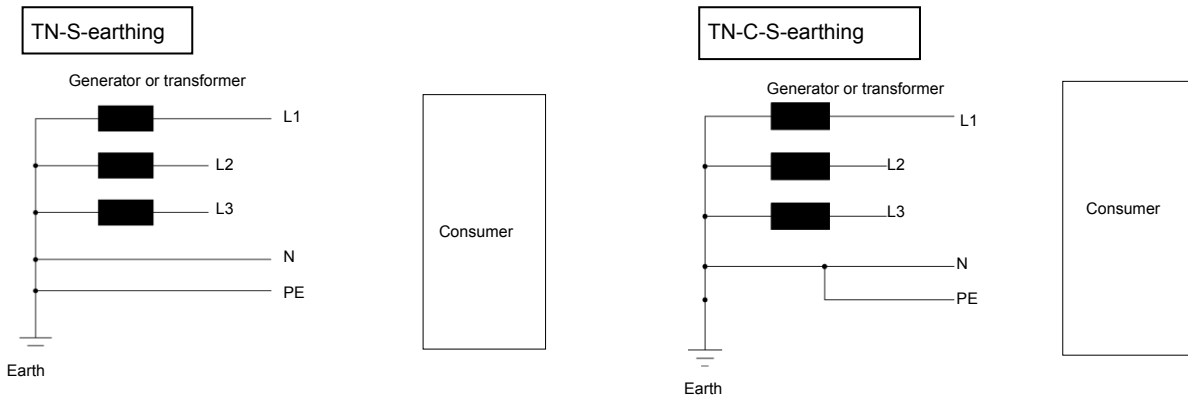 TN-S-earthing
Generator or transformer
L1
L2
L3
N
PE
Earth
Consumer
TN-C-S-earthing
Generator or transformer
L1
L2
L3
N
PE
Earth
Consumer